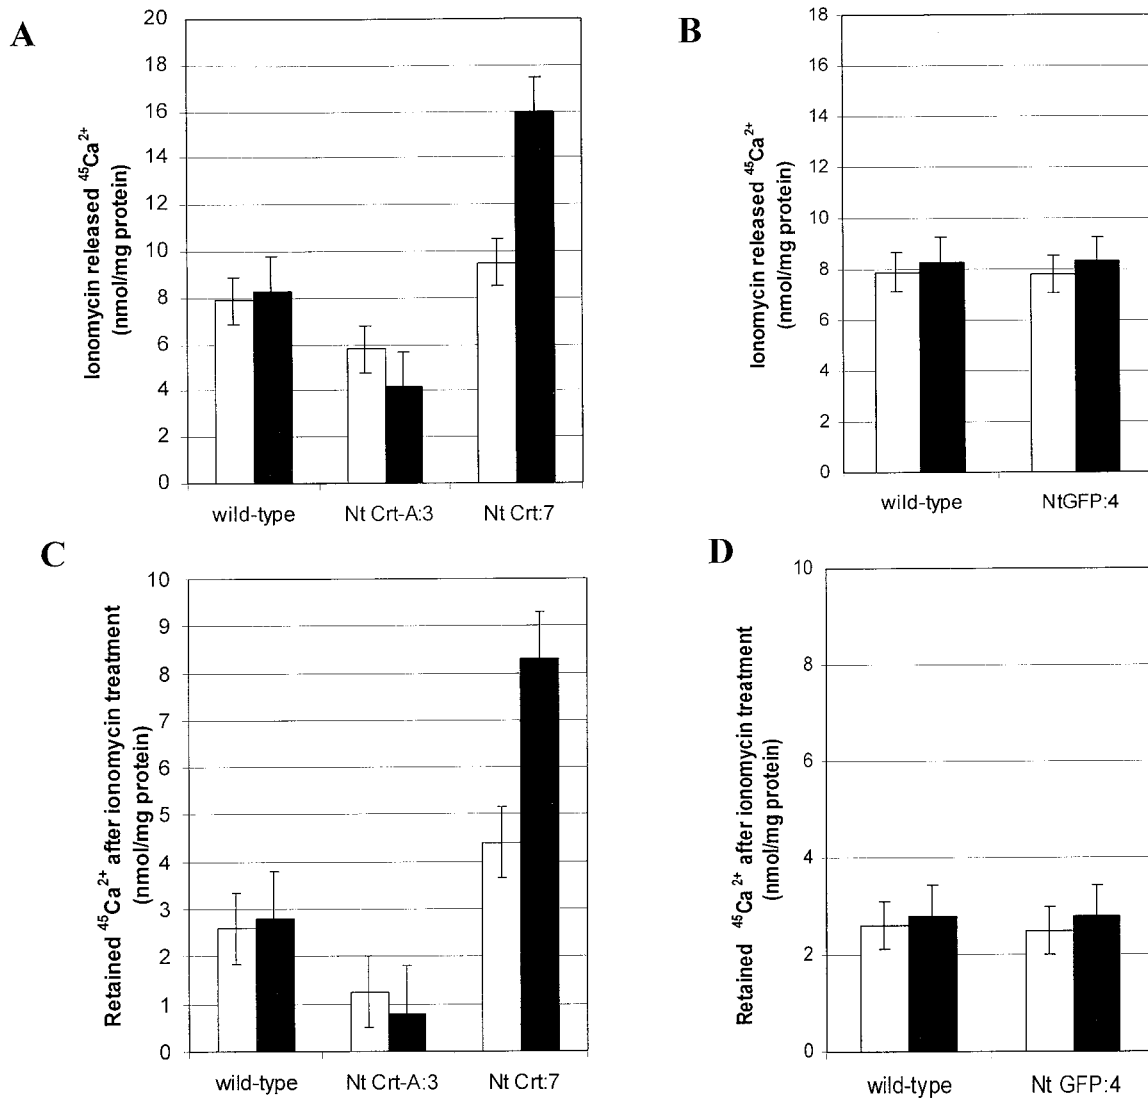 A
Ionomycin released ⁴⁵Ca²⁺
(nmol/mg protein)
20
18
16
14
12
10
8
6
4
2
0
wild-type Nt Crt-A:3 Nt Crt:7
B
Ionomycin released ⁴⁵Ca²⁺
(nmol/mg protein)
18
16
14
12
10
8
6
4
2
0
wild-type NtGFP:4
C
Retained ⁴⁵Ca²⁺ after ionomycin treatment
(nmol/mg protein)
10
9
8
7
6
5
4
3
2
1
0
wild-type Nt Crt-A:3 Nt Crt:7
D
Retained ⁴⁵Ca²⁺ after ionomycin treatment
(nmol/mg protein)
10
8
6
4
2
0
wild-type Nt GFP:4